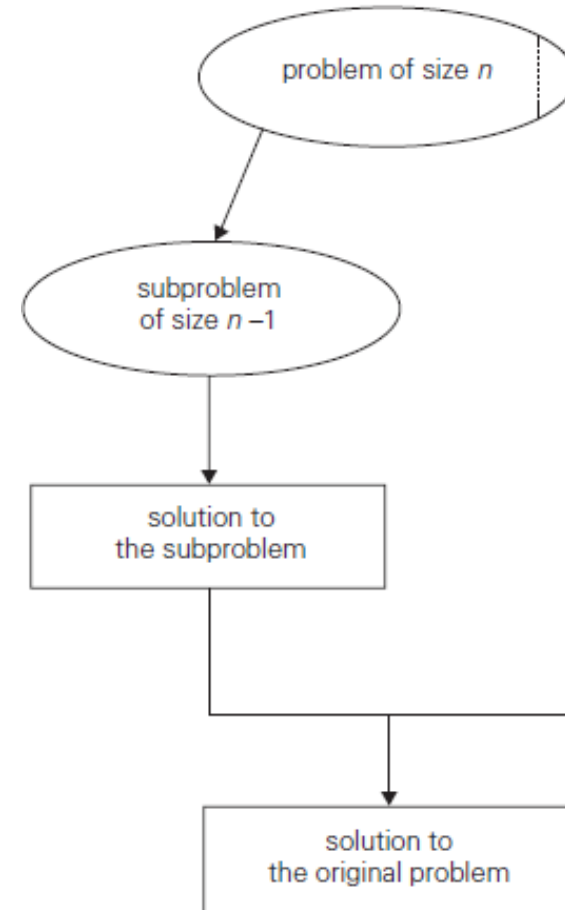 problem of size n
subproblem
of size n –1
solution to
the subproblem
solution to
the original problem